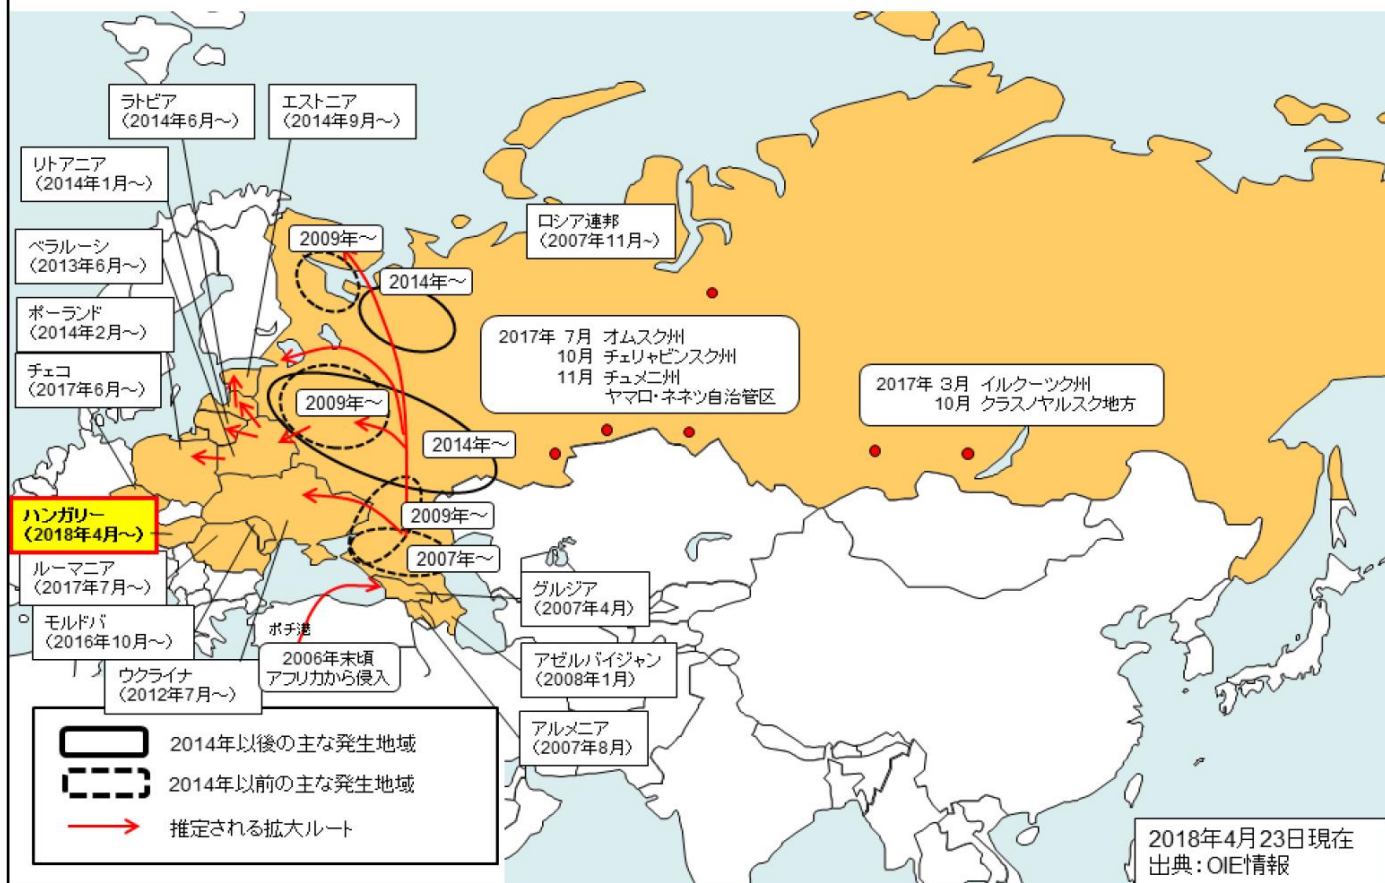 ラトビア
（2014年6月～）
エストニア
（2014年9月～）
リトアニア
（2014年1月～）
ベラルーシ
（2013年6月～）
ポーランド
（2014年2月～）
チェコ
（2017年6月～）
ハンガリー
（2018年4月～）
ルーマニア
（2017年7月～）
モルドバ
（2016年10月～）
ウクライナ
（2012年7月～）
ロシア連邦
（2007年11月~）
2009年～
2014年～
2009年～
2014年～
2009年～
2007年～
2017年 7月 オムスク州
10月 チェリャビンスク州
11月 チュメニ州
ヤマロ・ネネツ自治管区
2017年 3月 イルクーツク州
10月 クラスノヤルスク地方
グルジア
（2007年4月）
アゼルバイジャン
（2008年1月）
アルメニア
（2007年8月）
ポチ港
2006年末頃
アフリカから侵入
2014年以後の主な発生地域
2014年以前の主な発生地域
推定される拡大ルート
2018年4月23日現在
出典：OIE情報